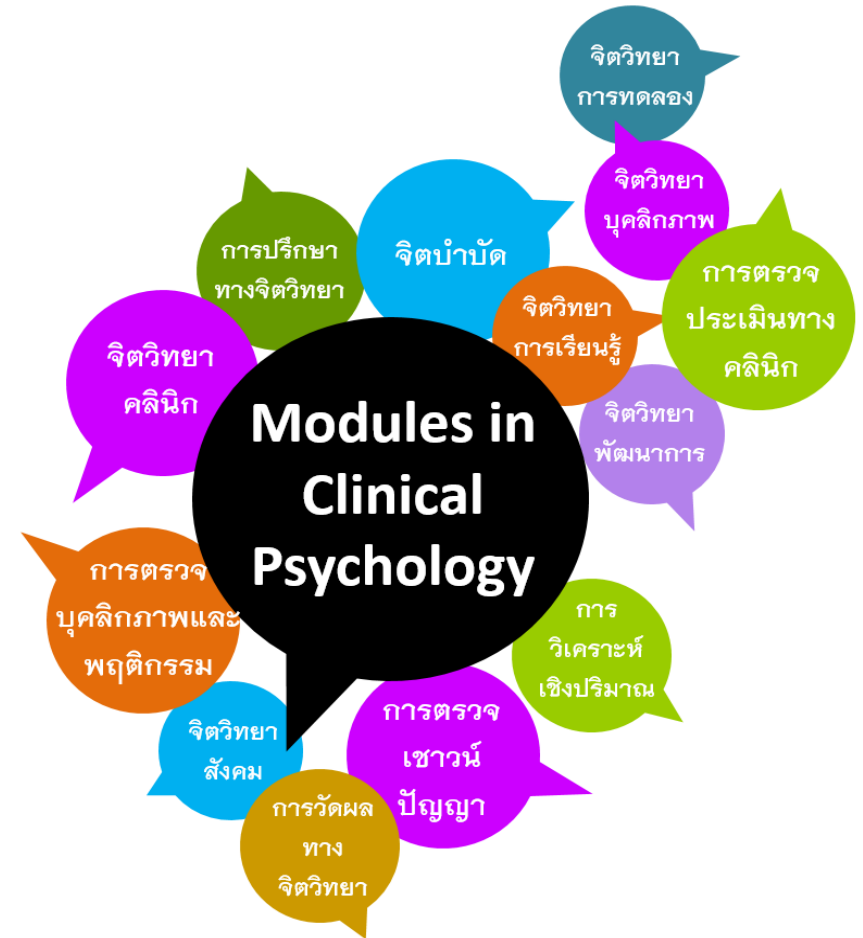 จิตวิทยา
การทดลอง
จิตวิทยา
บุคลิกภาพ
การปรึกษา
ทางจิตวิทยา
จิตบำบัด
การตรวจ
ประเมินทาง
คลินิก
จิตวิทยา
การเรียนรู้
จิตวิทยา
คลินิก
จิตวิทยา
พัฒนาการ
Modules in
Clinical
Psychology
การตรวจ
บุคลิกภาพและ
พฤติกรรม
การ
วิเคราะห์
เชิงปริมาณ
จิตวิทยา
สังคม
การตรวจ
เชาวน์
ปัญญา
การวัดผล
ทาง
จิตวิทยา